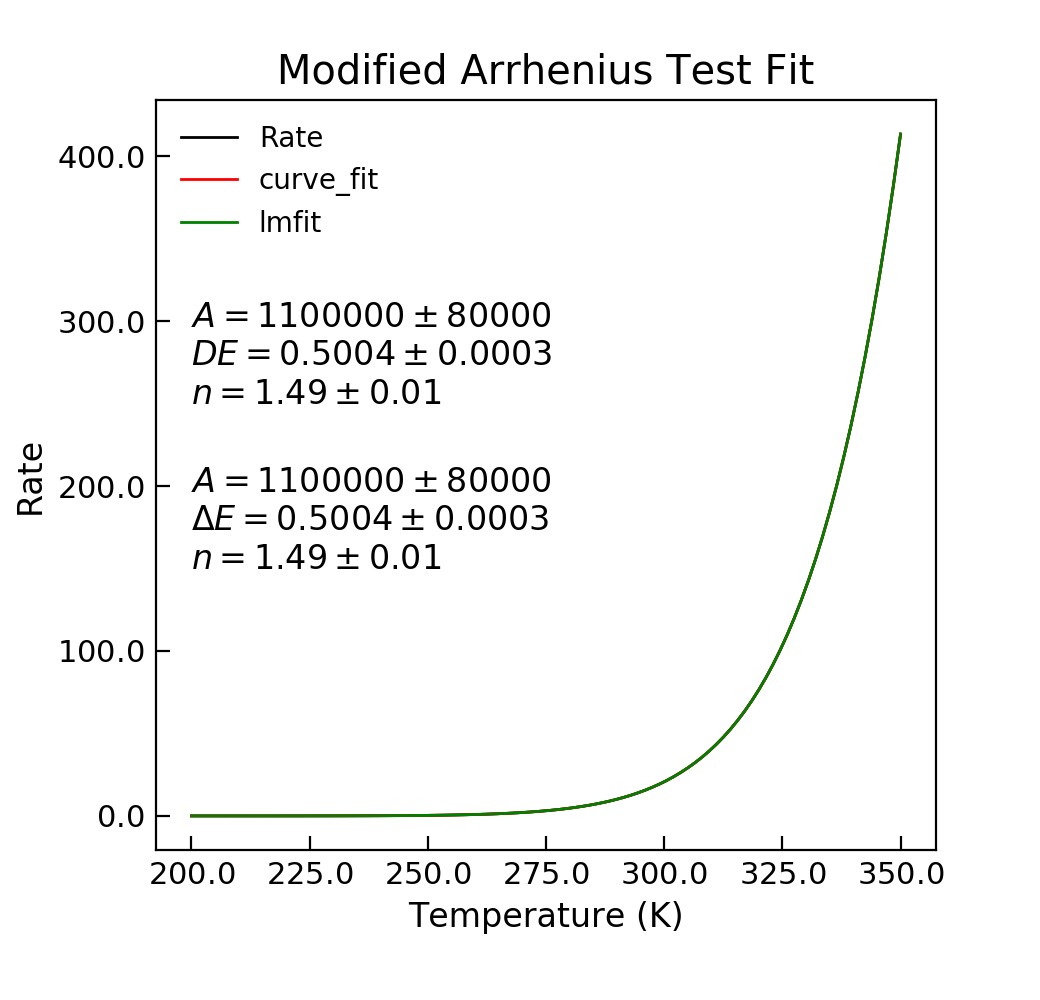 Modified Arrhenius Test Fit
Rate
curve_fit
lmfit
A = 1100000 ± 80000
DE = 0.5004 ± 0.0003
n = 1.49 ± 0.01
A = 1100000 ± 80000
ΔE = 0.5004 ± 0.0003
n = 1.49 ± 0.01
Rate
400.0
300.0
200.0
100.0
0.0
200.0 225.0 250.0 275.0 300.0 325.0 350.0
Temperature (K)